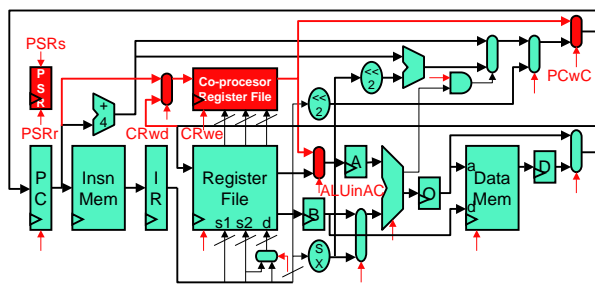 PSRs
P
S
R
PSRr
+
4
CRwd
Co-procesor
Register File
CRwe
<<
2
<<
2
PCwC
P
C
Insn
Mem
I
R
Register
File
s1 s2 d
A
ALUinAC
B
S
X
O
a
Data
Mem
d
D